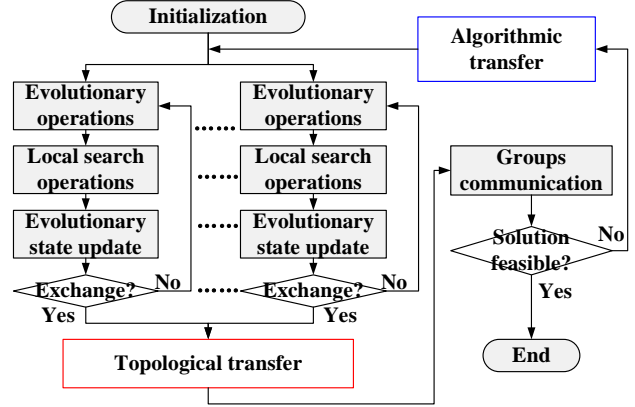 Initialization
Algorithmic
transfer
Evolutionary
operations
Evolutionary
operations
Local search
operations
Local search
operations
Groups
communication
Evolutionary
state update
Evolutionary
state update
Solution
feasible?
No
Exchange?
No
Exchange?
No
Yes
Yes
Yes
Topological transfer
End